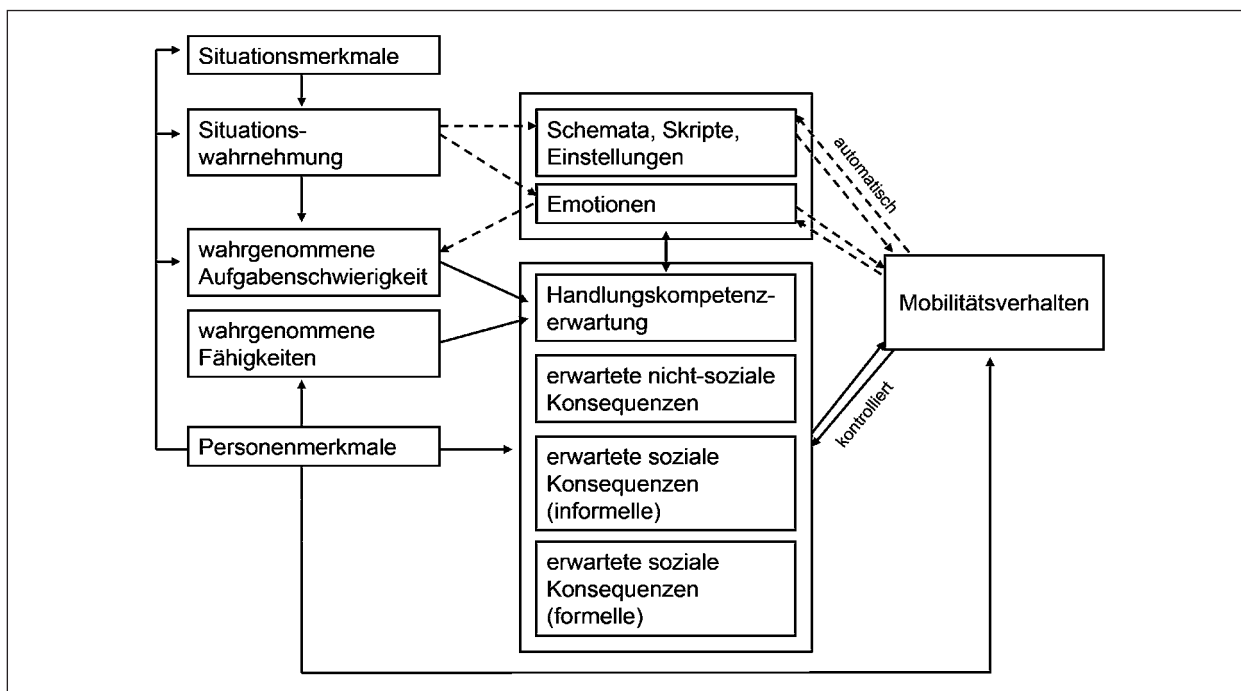 Situationsmerkmale
Situations-
wahrnehmung
wahrgenommene
Aufgabenschwierigkeit
wahrgenommene
Fähigkeiten
Personenmerkmale
Schemata, Skripte,
Einstellungen
Emotionen
Handlungskompetenz-
erwartung
erwartete nicht-soziale
Konsequenzen
erwartete soziale
Konsequenzen
(informelle)
erwartete soziale
Konsequenzen
(formelle)
automatisch
Mobilitätsverhalten
kontrolliert